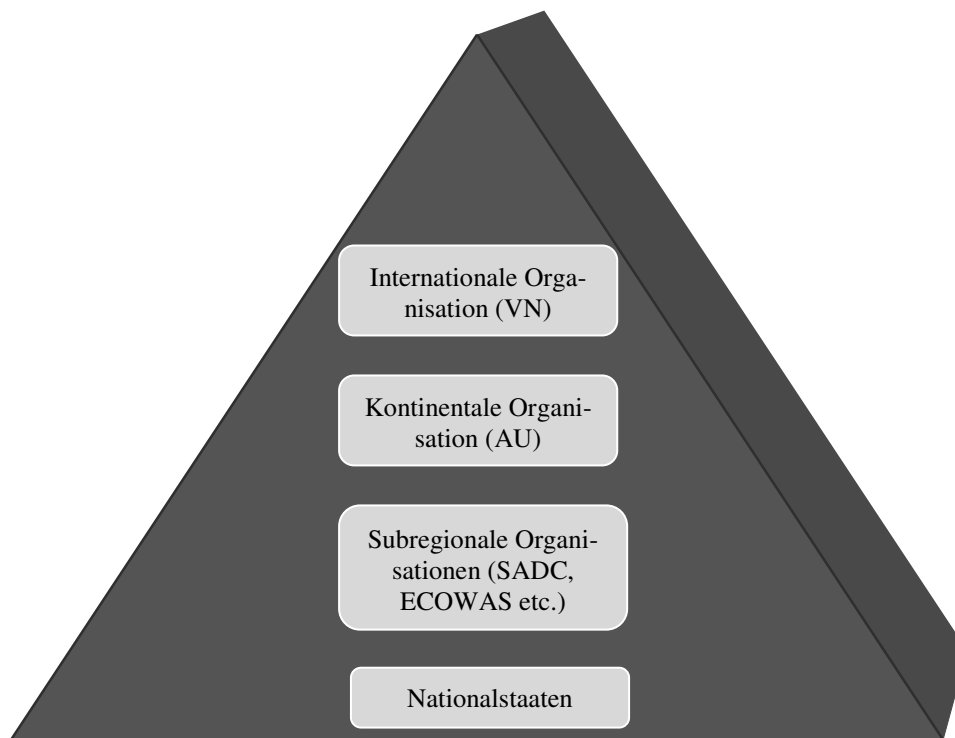 Internationale Orga-
nisation (VN)
Kontinentale Organi-
sation (AU)
Subregionale Organi-
sationen (SADC,
ECOWAS etc.)
Nationalstaaten